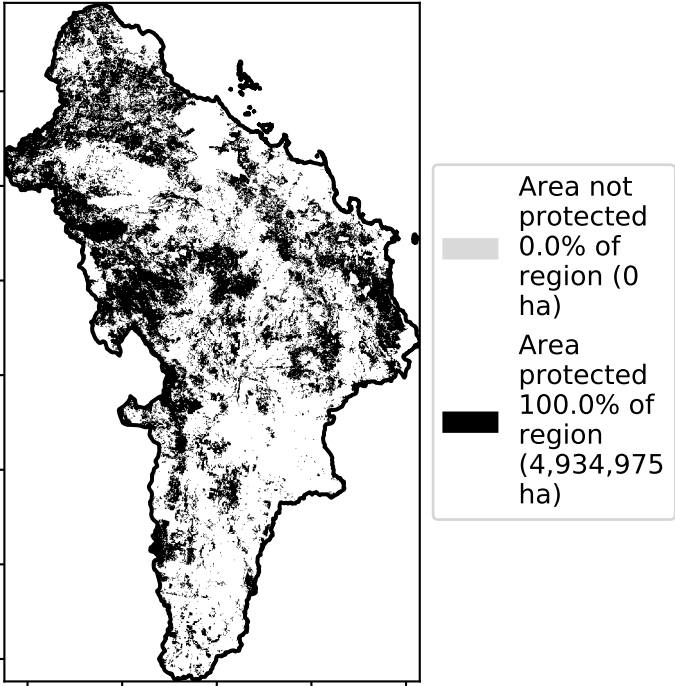 Area not
protected
0.0% of
region (0
ha)
Area
protected
100.0% of
region
(4,934,975
ha)